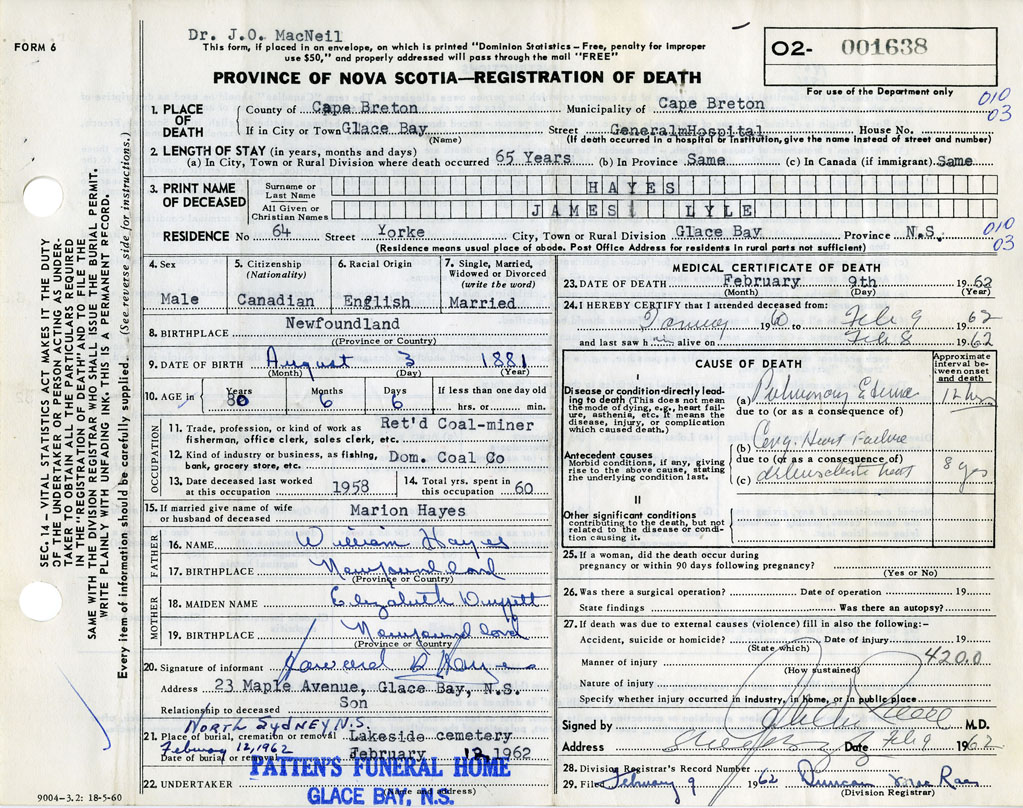 Dr. J.O. MacNeil
FORM 6
This form, if placed in an envelope, on which is printed "Dominion Statistics – Free, penalty for improper
use $50," and properly addressed will pass through the mail "FREE"
O2- 001638
For use of the Department only
PROVINCE OF NOVA SCOTIA—REGISTRATION OF DEATH
010
03
1. PLACE OF DEATH
County of Cape Breton Municipality of Cape Breton
If in City or Town Glace Bay Street General Hospital House No.
(Name) (If death occurred in a hospital or institution, give the name instead of street and number)
2. LENGTH OF STAY (in years, months and days)
(a) In City, Town or Rural Division where death occurred 65 Years (b) In Province Same (c) In Canada (if immigrant) Same
3. PRINT NAME OF DECEASED
Surname or Last Name HAYES
All Given or Christian Names JAMES LYLE
RESIDENCE No 64 Street Yorke City, Town or Rural Division Glace Bay Province N.S.
010
03
(Residence means usual place of abode. Post Office Address for residents in rural parts not sufficient)
4. Sex
Male
5. Citizenship
(Nationality)
Canadian
6. Racial Origin
English
7. Single, Married, Widowed or Divorced
(write the word)
Married
8. BIRTHPLACE Newfoundland
(Province or Country)
9. DATE OF BIRTH August 3 1881
(Month) (Day) (Year)
10. AGE in Years 80 Months 6 Days 6 If less than one day old
hrs. or min.
OCCUPATION
11. Trade, profession, or kind of work as Ret'd Coal-miner
fisherman, office clerk, sales clerk, etc.
12. Kind of industry or business, as fishing, Dom. Coal Co
bank, grocery store, etc.
13. Date deceased last worked at this occupation 1958
14. Total yrs. spent in this occupation 60
15. If married give name of wife
or husband of deceased Marion Hayes
FATHER
16. NAME William Hayes
17. BIRTHPLACE Newfoundland
(Province or Country)
MOTHER
18. MAIDEN NAME Elizabeth
19. BIRTHPLACE Newfoundland
(Province or Country)
20. Signature of informant Howard Hayes
Address 23 Maple Avenue, Glace Bay, N.S.
Relationship to deceased Son
NORTH SYDNEY N.S.
21. Place of burial, cremation or removal Lakeside cemetery
February 12, 1962
Date of burial or removal February 12 1962
22. UNDERTAKER PATTEN'S FUNERAL HOME
(Name and address)
GLACE BAY, N.S.
9004-3.2: 18-5-60
MEDICAL CERTIFICATE OF DEATH
23. DATE OF DEATH February 9th 1962
(Month) (Day) (Year)
24. I HEREBY CERTIFY that I attended deceased from:
January 1960 to Feb 9 1962
and last saw him alive on Feb 8 1962
CAUSE OF DEATH
Approximate interval between onset and death
I
Disease or condition directly leading to death (This does not mean the mode of dying, e.g., heart failure, asthenia, etc. It means the disease, injury, or complication which caused death.)
(a) Pulmonary Edema 12 hrs
due to (or as a consequence of)
(b) Cong. Heart Failure
Antecedent causes
Morbid conditions, if any, giving rise to the above cause, stating the underlying condition last.
due to (or as a consequence of)
(c) heart 8 yrs
II
Other significant conditions
contributing to the death, but not related to the disease or condition causing it.
25. If a woman, did the death occur during
pregnancy or within 90 days following pregnancy?
(Yes or No)
26. Was there a surgical operation? Date of operation 19
State findings Was there an autopsy?
27. If death was due to external causes (violence) fill in also the following:–
Accident, suicide or homicide? Date of injury 19
(State which)
Manner of injury 420.0
(How sustained)
Nature of injury
Specify whether injury occurred in industry, in home, or in public place
Signed by M.D.
Address Date Feb 9 1962
28. Division Registrar's Record Number
29. Filed February 9 1962 Duncan MacRae
(Division Registrar)
SEC. 14 – VITAL STATISTICS ACT MAKES IT THE DUTY
OF THE UNDERTAKER OR PERSON ACTING AS UNDER-
TAKER TO OBTAIN ALL THE PARTICULARS REQUIRED
IN THE "REGISTRATION OF DEATH" AND TO FILE THE
SAME WITH THE DIVISION REGISTRAR WHO SHALL ISSUE THE BURIAL PERMIT.
WRITE PLAINLY WITH UNFADING INK. THIS IS A PERMANENT RECORD.
Every item of information should be carefully supplied. (See reverse side for instructions.)